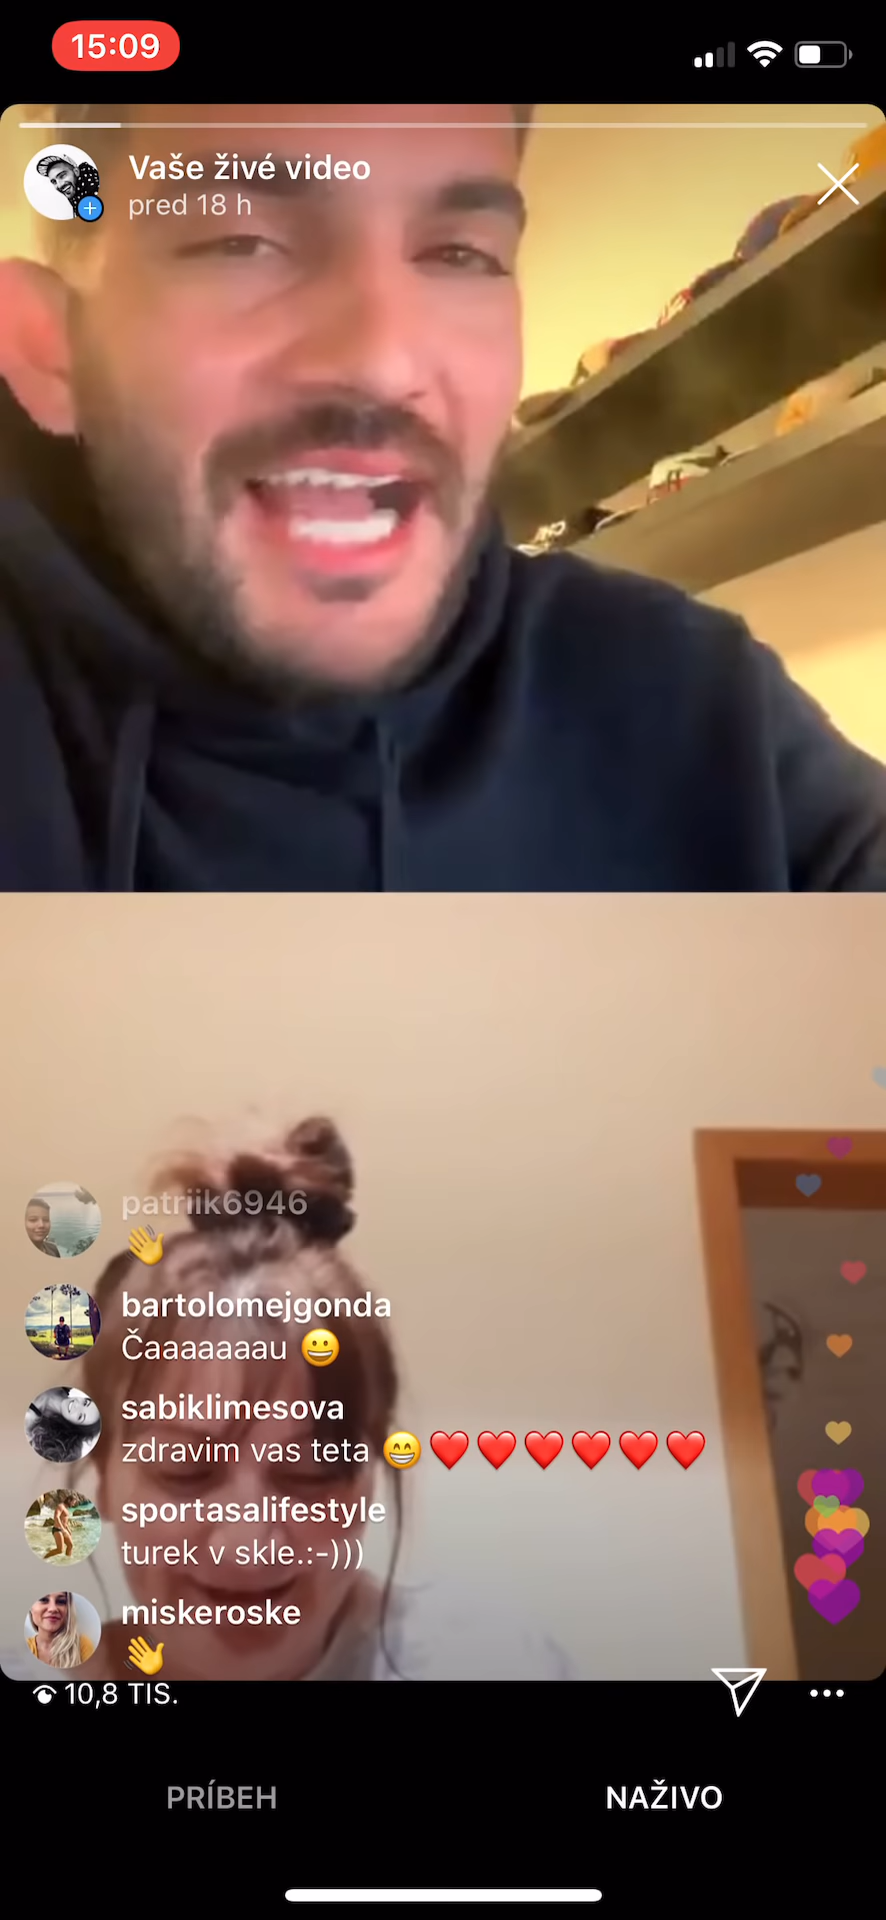 15:09
Vaše živé video
pred 18 h
patriik6946
👋
bartolomejgonda
Čaaaaaaau 😀
sabiklimesova
zdravim vas teta 😁❤️❤️❤️❤️❤️❤️
sportasalifestyle
turek v skle.:-)))
miskeroske
👋
10,8 TIS.
PRÍBEH
NAŽIVO